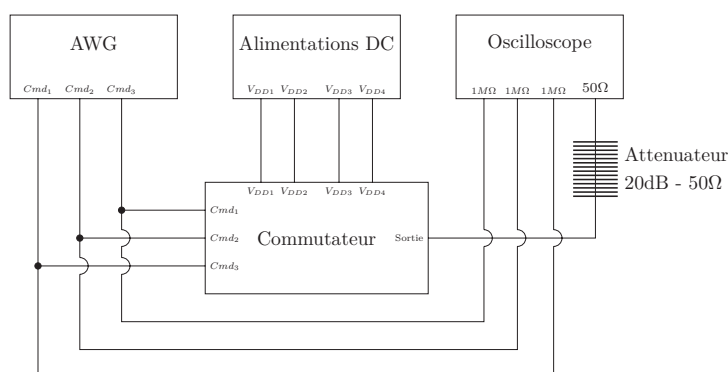 AWG
Cmd1 Cmd2 Cmd3
Alimentations DC
VDD1 VDD2 VDD3 VDD4
Oscilloscope
1MΩ 1MΩ 1MΩ 50Ω
Attenuateur
20dB - 50Ω
VDD1 VDD2 VDD3 VDD4
Cmd1
Cmd2
Cmd3
Commutateur
Sortie